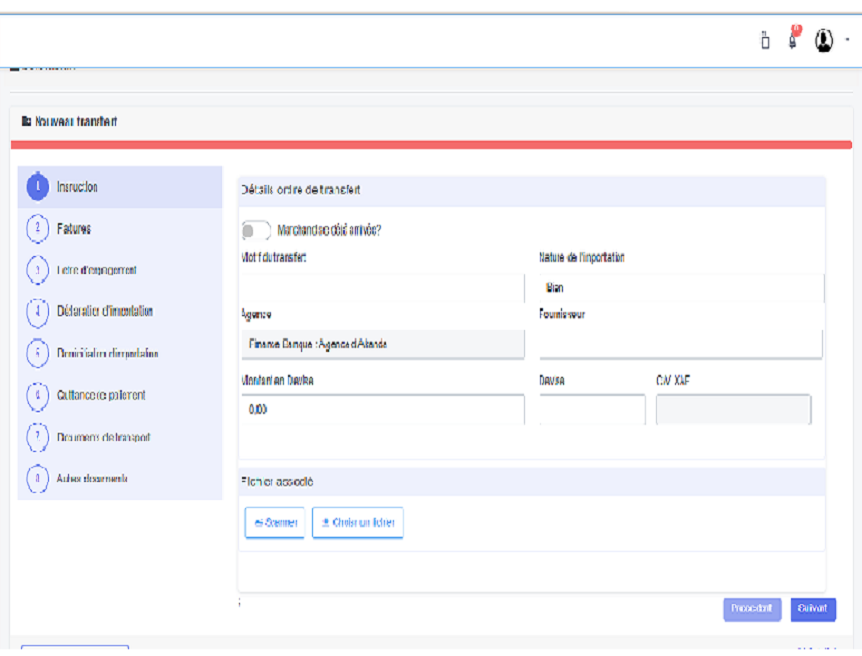 Nouveau transfert
1 Instruction
2 Factures
3 Lettre d'engagement
4 Déclaration d'importation
5 Domiciliation d'importation
6 Quittance de paiement
7 Documents de transport
8 Autres documents
Détails ordre de transfert
Marchandise déjà arrivée?
Motif du transfert
Nature de l'importation
Bien
Agence
Fournisseur
Finance Banque : Agence d'Akanda
Montant en Devise
Devise
C/V XAF
0,00
Fichier associé
Scanner
Choisir un fichier
Précédent
Suivant